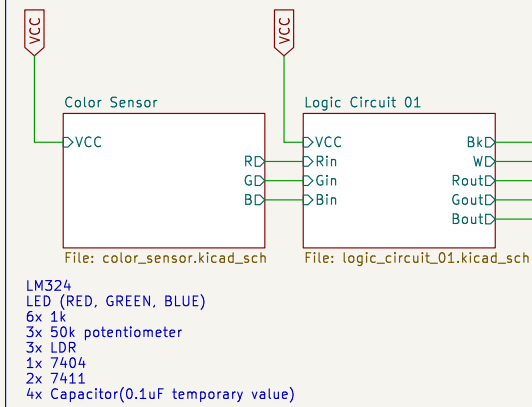 VCC
VCC
Color Sensor
Logic Circuit 01
VCC
VCC
Bk
R
Rin
W
G
Gin
Rout
B
Bin
Gout
Bout
File: color_sensor.kicad_sch
File: logic_circuit_01.kicad_sch
LM324
LED (RED, GREEN, BLUE)
6x 1k
3x 50k potentiometer
3x LDR
1x 7404
2x 7411
4x Capacitor(0.1uF temporary value)